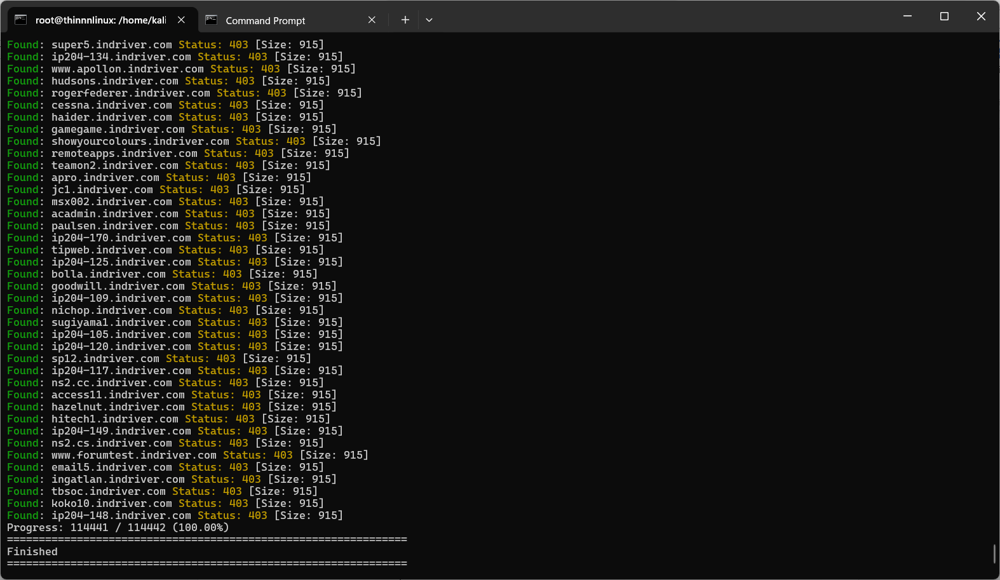 root@thinnnlinux: /home/kali
Command Prompt
Found: super5.indriver.com Status: 403 [Size: 915]
Found: ip204-134.indriver.com Status: 403 [Size: 915]
Found: www.apollon.indriver.com Status: 403 [Size: 915]
Found: hudsons.indriver.com Status: 403 [Size: 915]
Found: rogerfederer.indriver.com Status: 403 [Size: 915]
Found: cessna.indriver.com Status: 403 [Size: 915]
Found: haider.indriver.com Status: 403 [Size: 915]
Found: gamegame.indriver.com Status: 403 [Size: 915]
Found: showyourcolours.indriver.com Status: 403 [Size: 915]
Found: remoteapps.indriver.com Status: 403 [Size: 915]
Found: teamon2.indriver.com Status: 403 [Size: 915]
Found: apro.indriver.com Status: 403 [Size: 915]
Found: jc1.indriver.com Status: 403 [Size: 915]
Found: msx002.indriver.com Status: 403 [Size: 915]
Found: acadmin.indriver.com Status: 403 [Size: 915]
Found: paulsen.indriver.com Status: 403 [Size: 915]
Found: ip204-170.indriver.com Status: 403 [Size: 915]
Found: tipweb.indriver.com Status: 403 [Size: 915]
Found: ip204-125.indriver.com Status: 403 [Size: 915]
Found: bolla.indriver.com Status: 403 [Size: 915]
Found: goodwill.indriver.com Status: 403 [Size: 915]
Found: ip204-109.indriver.com Status: 403 [Size: 915]
Found: nichop.indriver.com Status: 403 [Size: 915]
Found: sugiyama1.indriver.com Status: 403 [Size: 915]
Found: ip204-105.indriver.com Status: 403 [Size: 915]
Found: ip204-120.indriver.com Status: 403 [Size: 915]
Found: sp12.indriver.com Status: 403 [Size: 915]
Found: ip204-117.indriver.com Status: 403 [Size: 915]
Found: ns2.cc.indriver.com Status: 403 [Size: 915]
Found: access11.indriver.com Status: 403 [Size: 915]
Found: hazelnut.indriver.com Status: 403 [Size: 915]
Found: hitech1.indriver.com Status: 403 [Size: 915]
Found: ip204-149.indriver.com Status: 403 [Size: 915]
Found: ns2.cs.indriver.com Status: 403 [Size: 915]
Found: www.forumtest.indriver.com Status: 403 [Size: 915]
Found: email5.indriver.com Status: 403 [Size: 915]
Found: ingatlan.indriver.com Status: 403 [Size: 915]
Found: tbsoc.indriver.com Status: 403 [Size: 915]
Found: koko10.indriver.com Status: 403 [Size: 915]
Found: ip204-148.indriver.com Status: 403 [Size: 915]
Progress: 114441 / 114442 (100.00%)
===============================================================
Finished
===============================================================